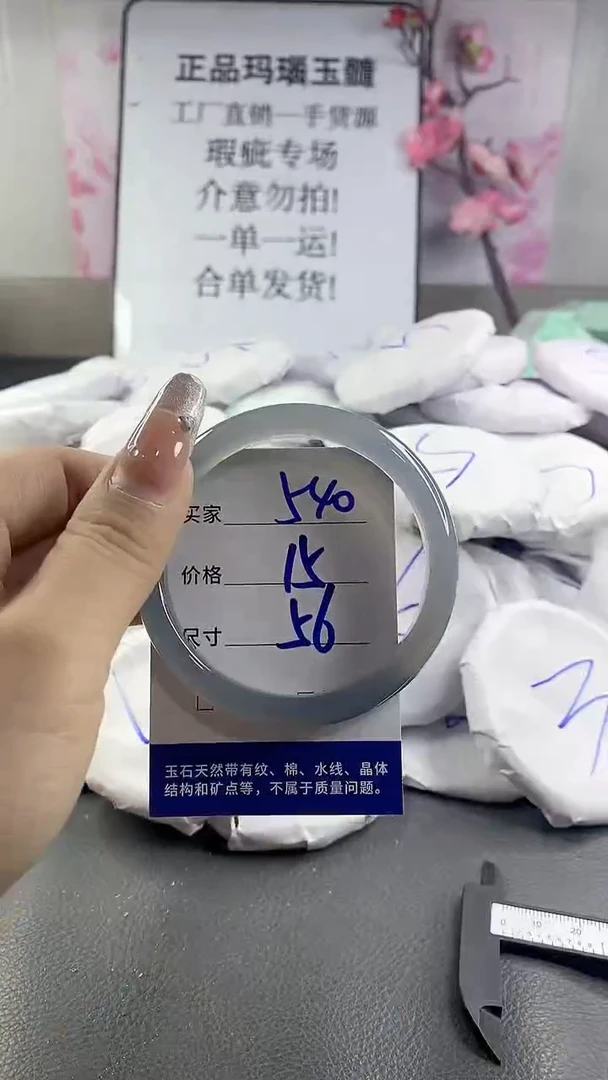 正品玛瑙玉髓
工厂直销一手货源
瑕疵专场
介意勿拍!
一单一运!
合单发货!
买家 540
价格 15
尺寸 56
玉石天然带有纹、棉、水线、晶体
结构和矿点等，不属于质量问题。
0 10 20